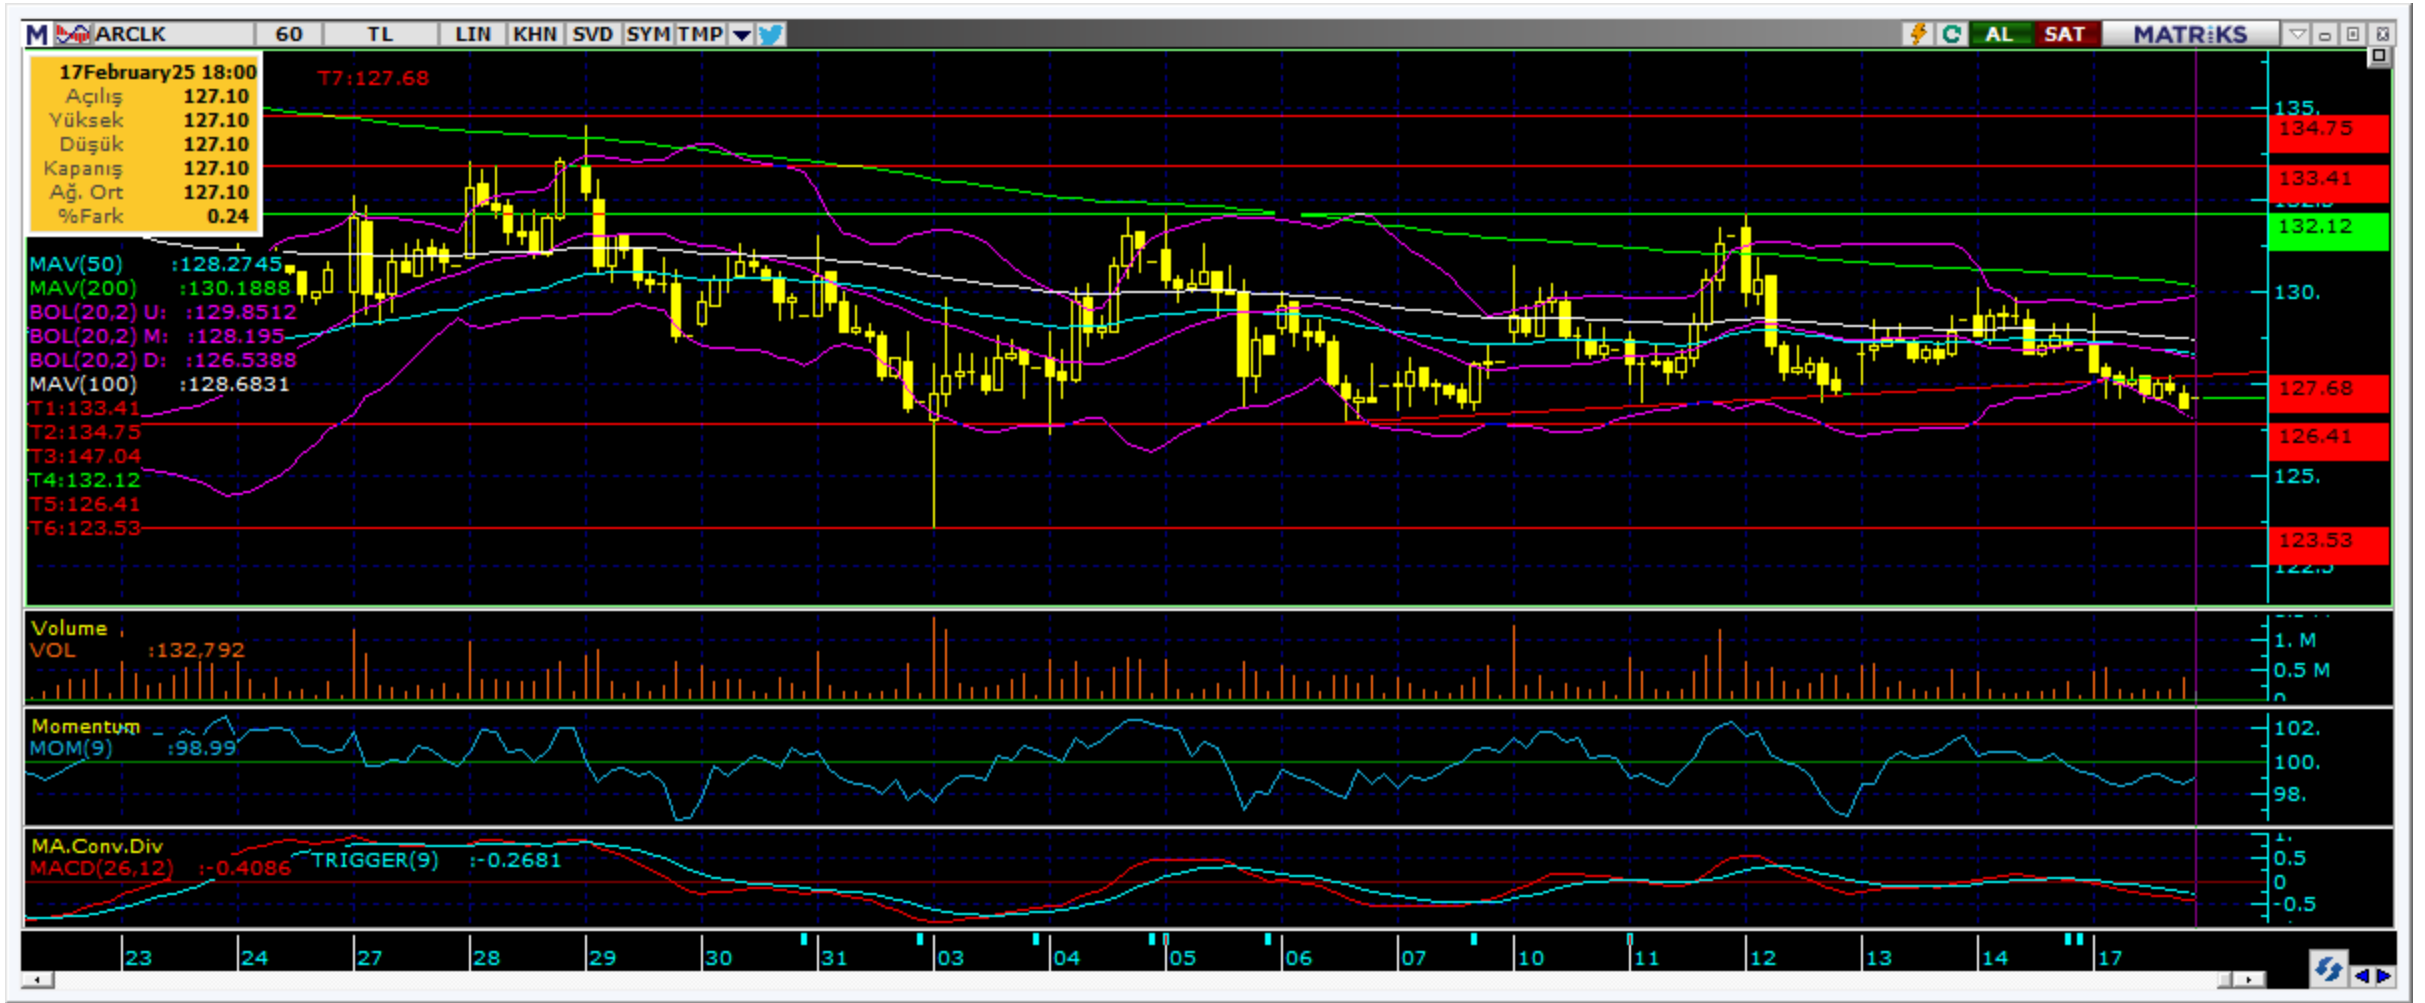 M ARCLK 60 TL LIN KHN SVD SYM TMP AL SAT MATRiKS
17February25 18:00
Açılış 127.10
Yüksek 127.10
Düşük 127.10
Kapanış 127.10
Ağ. Ort 127.10
%Fark 0.24
T7:127.68
MAV(50) :128.2745
MAV(200) :130.1888
BOL(20,2) U: :129.8512
BOL(20,2) M: :128.195
BOL(20,2) D: :126.5388
MAV(100) :128.6831
T1:133.41
T2:134.75
T3:147.04
T4:132.12
T5:126.41
T6:123.53
135.
134.75
133.41
132.12
130.
127.68
126.41
125.
123.53
122.5
Volume
VOL :132,792
1. M
0.5 M
0
Momentum
MOM(9) :98.99
102.
100.
98.
MA.Conv.Div
MACD(26,12) :-0.4086 TRIGGER(9) :-0.2681
1.
0.5
0
-0.5
23 24 27 28 29 30 31 03 04 05 06 07 10 11 12 13 14 17